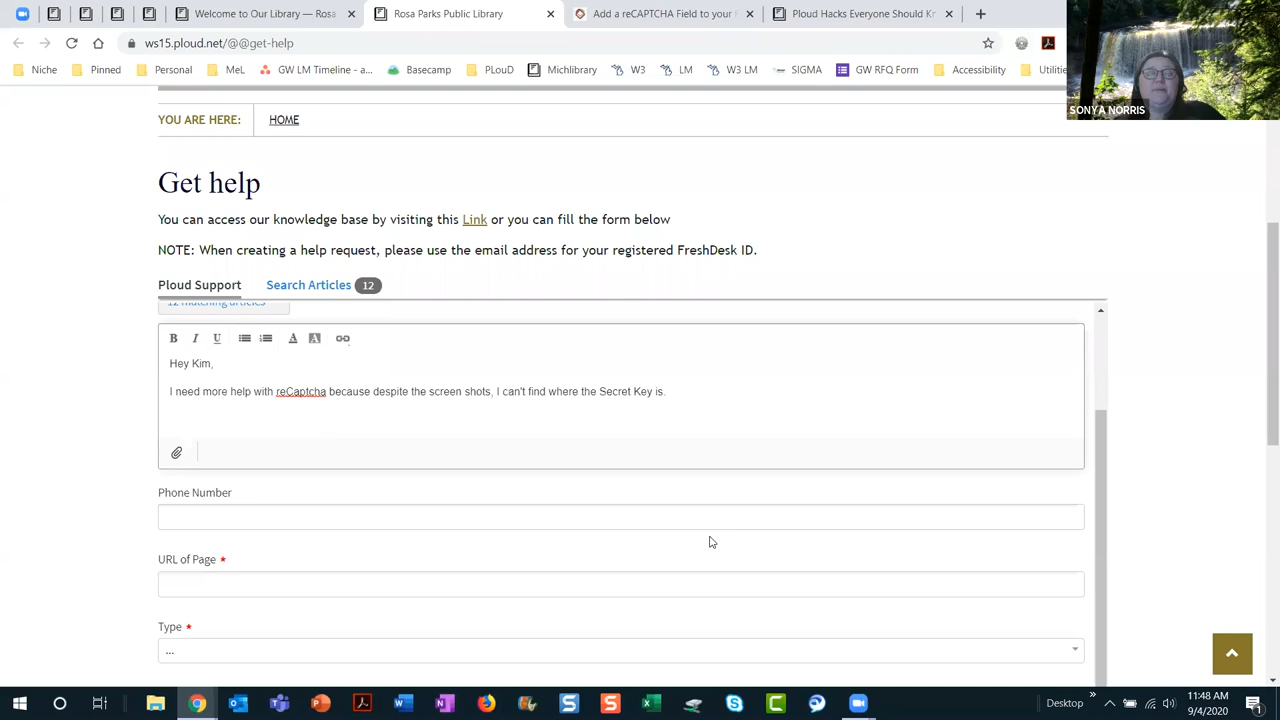 Welcome to Our Library — Rosa
Rosa Parks Public Library
Add a reCAPTCHA Field to your F
Ploud Hacks Everyone Should Kn
ws15.ploud.net/@@get-help
Niche
Pinned
Personal
MeL
GW LM Timeline - as
Basecamp
PLouD
Michlibrary
LM
W3 LM
GW RFQ Form
Accessibility
Utilitie
SONYA NORRIS
YOU ARE HERE:
HOME
Get help
You can access our knowledge base by visiting this Link or you can fill the form below
NOTE: When creating a help request, please use the email address for your registered FreshDesk ID.
Ploud Support
Search Articles 12
12 matching articles
B I U A A
Hey Kim,
I need more help with reCaptcha because despite the screen shots, I can't find where the Secret Key is.
Phone Number
URL of Page *
Type *
...
Desktop
11:48 AM
9/4/2020